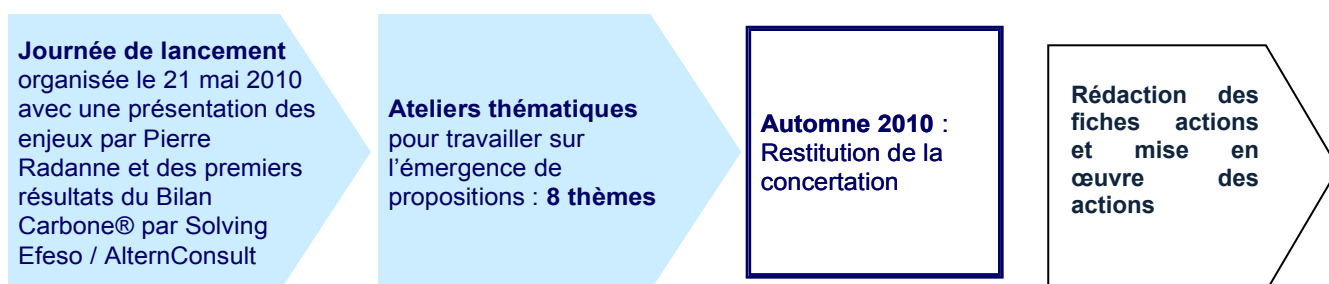 Journée de lancement
organisée le 21 mai 2010
avec une présentation des
enjeux par Pierre
Radanne et des premiers
résultats du Bilan
Carbone® par Solving
Efeso / AlternConsult
Ateliers thématiques
pour travailler sur
l’émergence de
propositions : 8 thèmes
Automne 2010 :
Restitution de la
concertation
Rédaction des
fiches actions
et mise en
œuvre des
actions